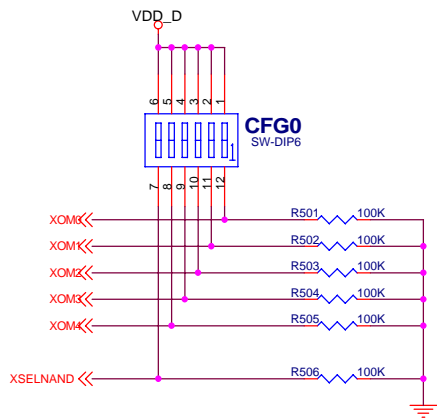 VDD_D
6 5 4 3 2 1
CFG0
SW-DIP6
1
7 8 9 10 11 12
XOM0 R501 100K
XOM1 R502 100K
XOM2 R503 100K
XOM3 R504 100K
XOM4 R505 100K
XSELNAND R506 100K